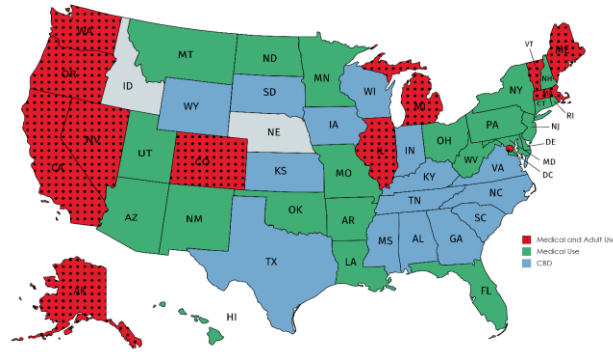 WA
MT
ND
MN
VT
ME
OR
ID
WY
SD
WI
MI
NY
NH
MA
CT
RI
NV
UT
CO
NE
IA
IL
IN
OH
PA
NJ
DE
MD
DC
CA
KS
MO
KY
WV
VA
AZ
NM
OK
AR
TN
NC
SC
TX
LA
MS
AL
GA
FL
AK
HI
Medical and Adult Use
Medical Use
CBD